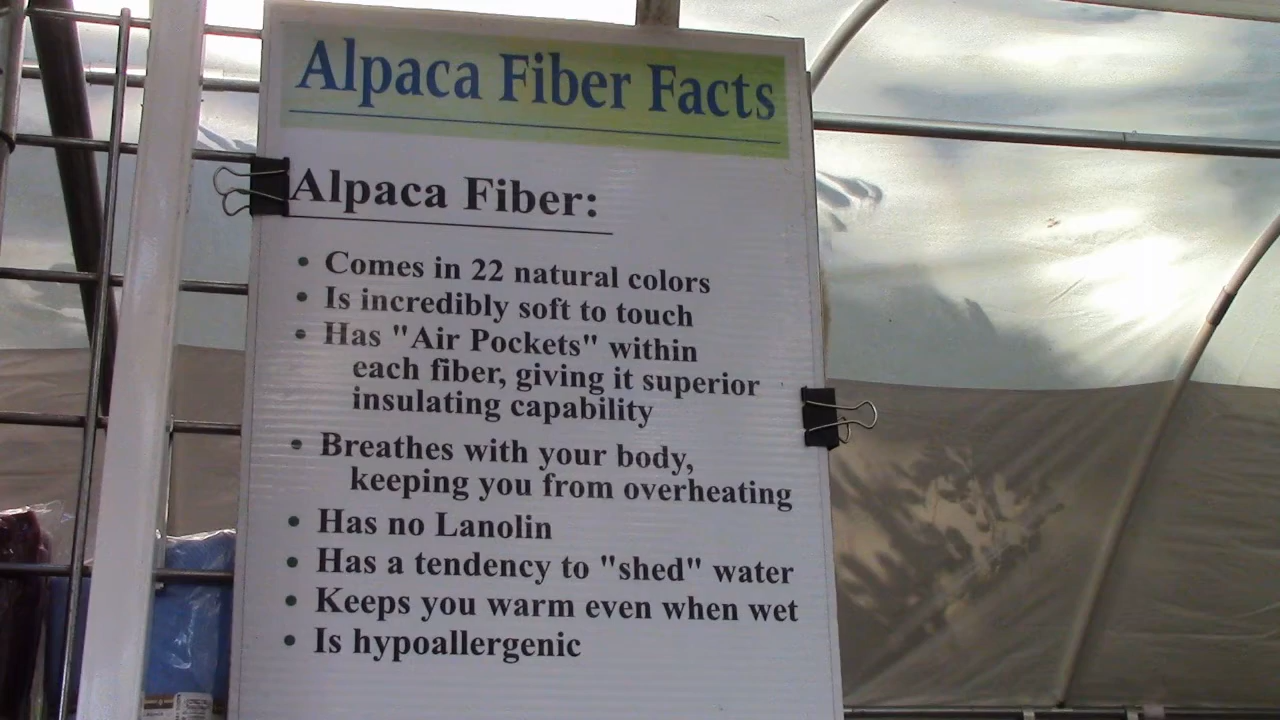 Alpaca Fiber Facts
Alpaca Fiber:
• Comes in 22 natural colors
• Is incredibly soft to touch
• Has "Air Pockets" within
each fiber, giving it superior
insulating capability
• Breathes with your body,
keeping you from overheating
• Has no Lanolin
• Has a tendency to "shed" water
• Keeps you warm even when wet
• Is hypoallergenic